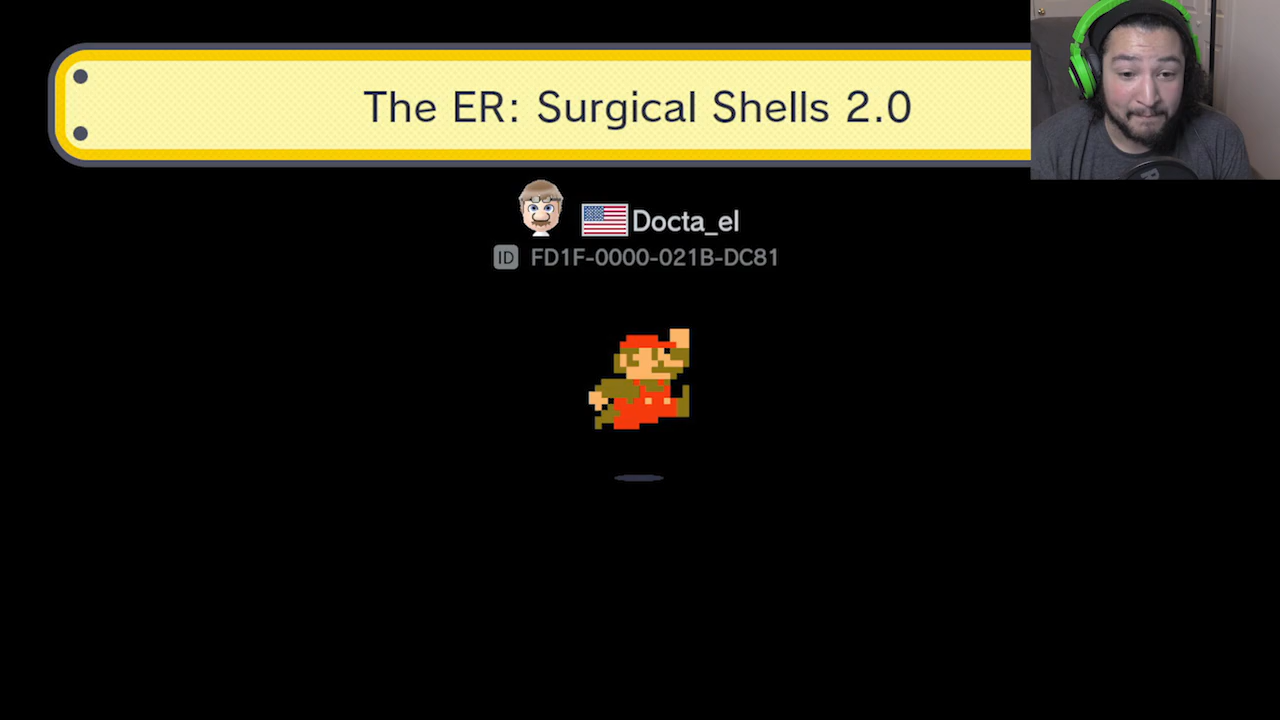 The ER: Surgical Shells 2.0
Docta_el
ID FD1F-0000-021B-DC81